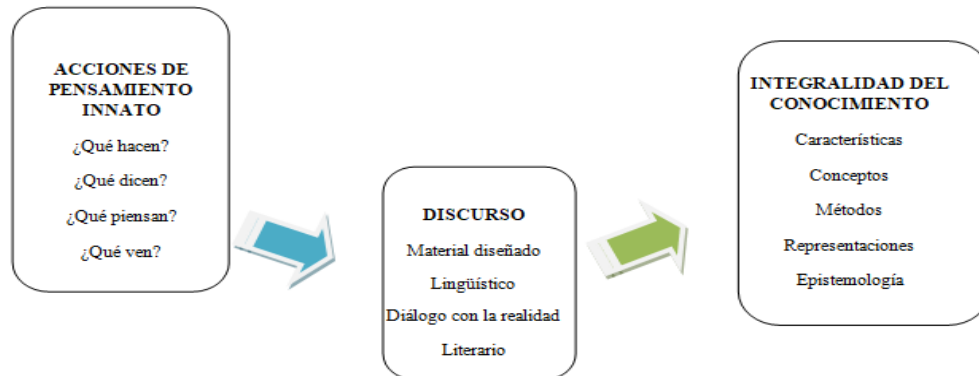 ACCIONES DE
PENSAMIENTO
INNATO
¿Qué hacen?
¿Qué dicen?
¿Qué piensan?
¿Qué ven?
DISCURSO
Material diseñado
Lingüístico
Diálogo con la realidad
Literario
INTEGRALIDAD DEL
CONOCIMIENTO
Características
Conceptos
Métodos
Representaciones
Epistemología